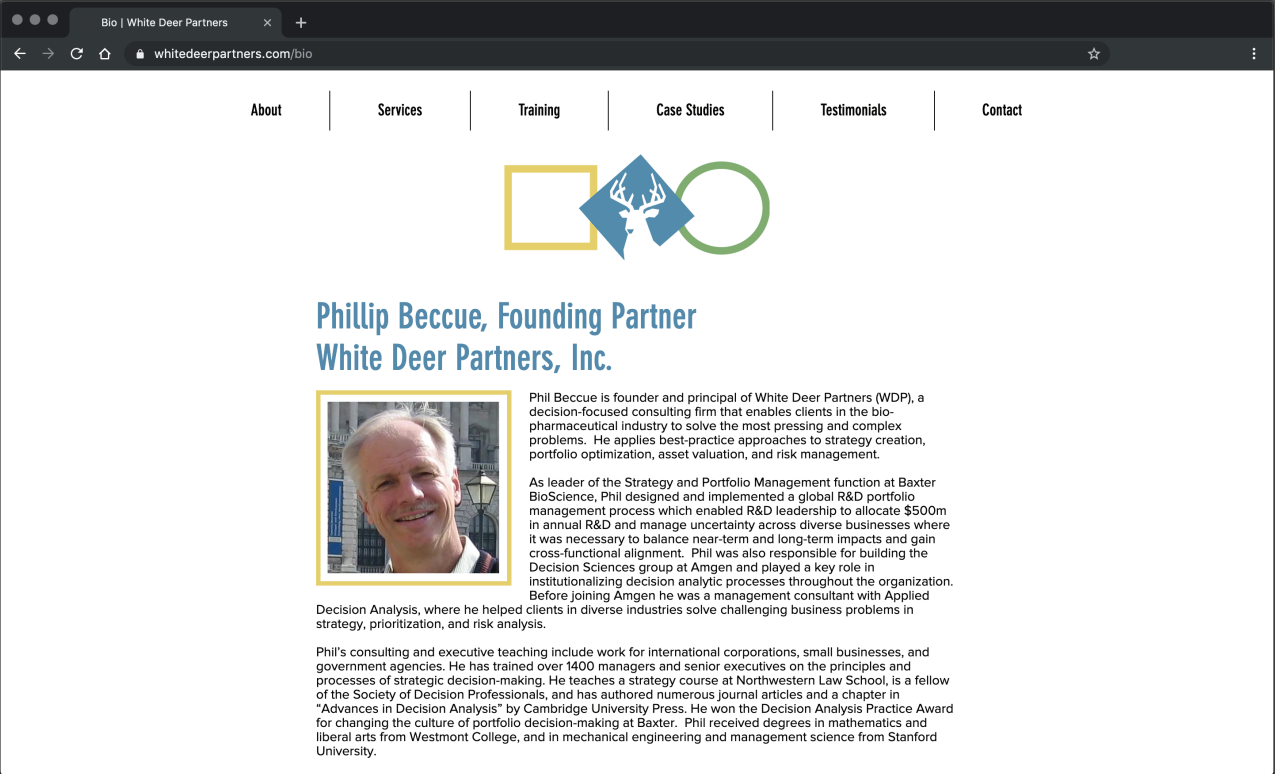 Bio | White Deer Partners
whitedeerpartners.com/bio
About
Services
Training
Case Studies
Testimonials
Contact
Phillip Beccue, Founding Partner
White Deer Partners, Inc.
Phil Beccue is founder and principal of White Deer Partners (WDP), a
decision-focused consulting firm that enables clients in the bio-
pharmaceutical industry to solve the most pressing and complex
problems.  He applies best-practice approaches to strategy creation,
portfolio optimization, asset valuation, and risk management.
As leader of the Strategy and Portfolio Management function at Baxter
BioScience, Phil designed and implemented a global R&D portfolio
management process which enabled R&D leadership to allocate $500m
in annual R&D and manage uncertainty across diverse businesses where
it was necessary to balance near-term and long-term impacts and gain
cross-functional alignment.  Phil was also responsible for building the
Decision Sciences group at Amgen and played a key role in
institutionalizing decision analytic processes throughout the organization.
Before joining Amgen he was a management consultant with Applied
Decision Analysis, where he helped clients in diverse industries solve challenging business problems in
strategy, prioritization, and risk analysis.
Phil’s consulting and executive teaching include work for international corporations, small businesses, and
government agencies. He has trained over 1400 managers and senior executives on the principles and
processes of strategic decision-making. He teaches a strategy course at Northwestern Law School, is a fellow
of the Society of Decision Professionals, and has authored numerous journal articles and a chapter in
“Advances in Decision Analysis” by Cambridge University Press. He won the Decision Analysis Practice Award
for changing the culture of portfolio decision-making at Baxter.  Phil received degrees in mathematics and
liberal arts from Westmont College, and in mechanical engineering and management science from Stanford
University.